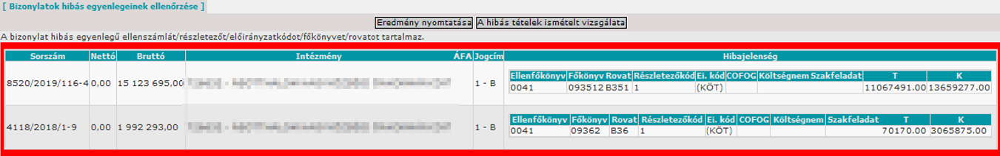 [ Bizonylatok hibás egyenlegeinek ellenőrzése ]
Eredmény nyomtatása A hibás tételek ismételt vizsgálata
A bizonylat hibás egyenlegű ellenszámlát/részletezőt/előirányzatkódot/főkönyvet/rovatot tartalmaz.
Sorszám Nettó Bruttó Intézmény ÁFA Jogcím Hibajelenség
Ellenfőkönyv Főkönyv Rovat Részletezőkód Ei. kód COFOG Költségnem Szakfeladat T K
8520/2019/116-4 0,00 15 123 695,00 1 - B 0041 093512 B351 1 (KÖT) 11067491.00 13659277.00
Ellenfőkönyv Főkönyv Rovat Részletezőkód Ei. kód COFOG Költségnem Szakfeladat T K
4118/2018/1-9 0,00 1 992 293,00 1 - B 0041 09362 B36 1 (KÖT) 70170.00 3065875.00